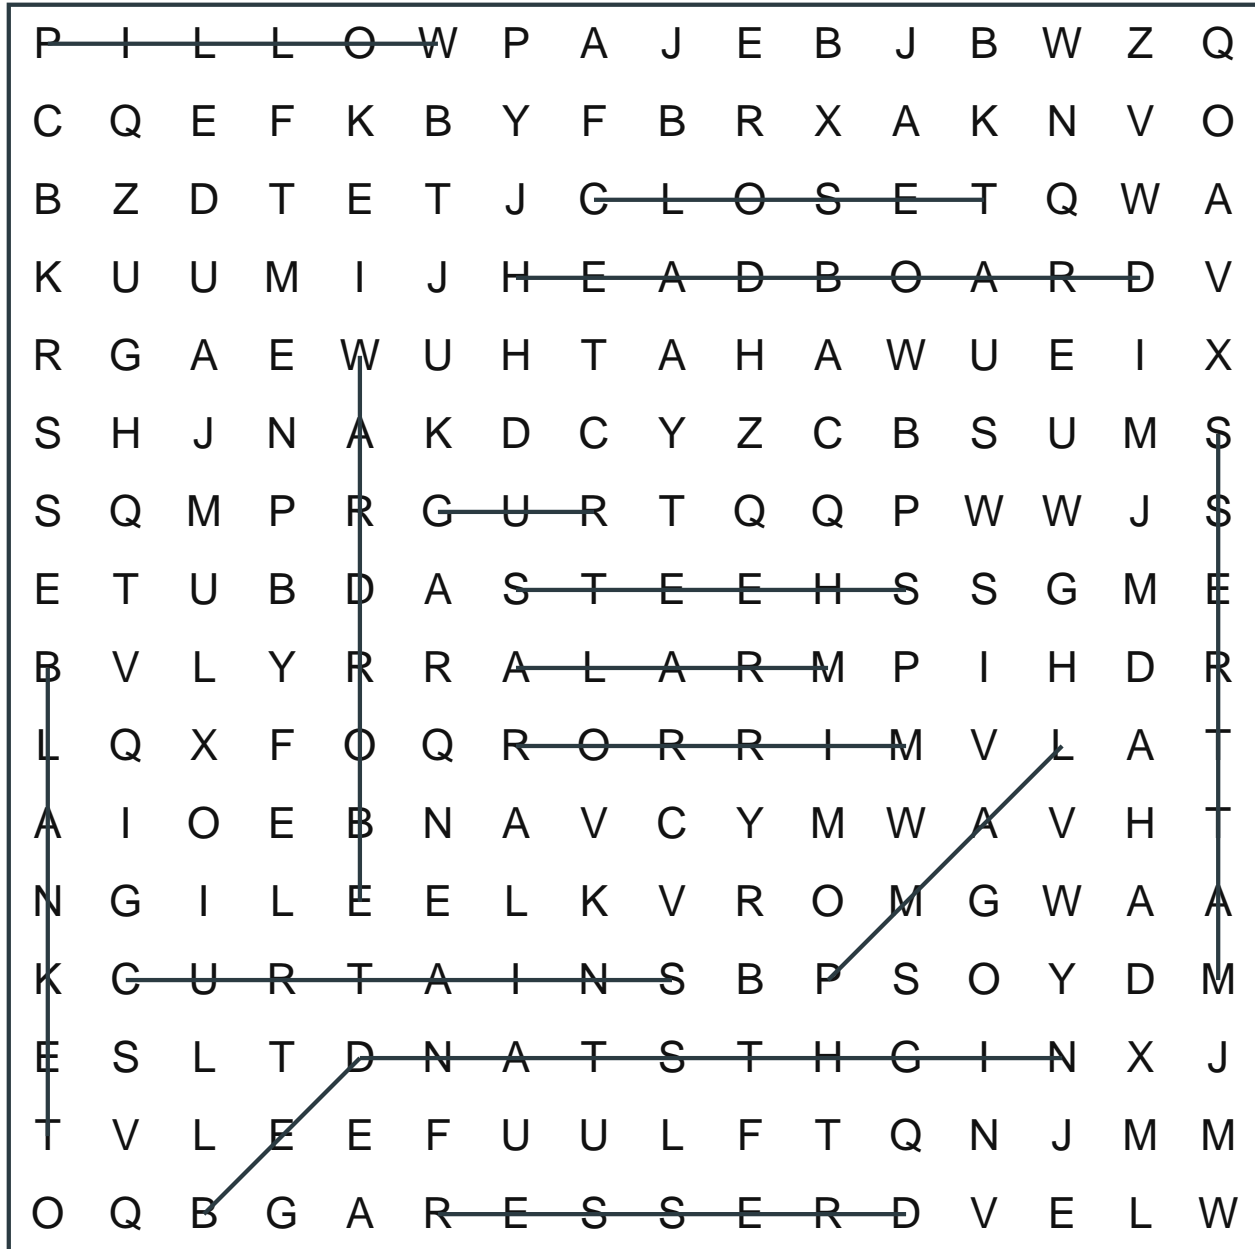 P I L L O W P A J E B J B W Z Q
C Q E F K B Y F B R X A K N V O
B Z D T E T J C L O S E T Q W A
K U U M I J H E A D B O A R D V
R G A E W U H T A H A W U E I X
S H J N A K D C Y Z C B S U M S
S Q M P R G U R T Q Q P W W J S
E T U B D A S T E E H S S G M E
B V L Y R R A L A R M P I H D R
L Q X F O Q R O R R I M V L A T
A I O E B N A V C Y M W A V H T
N G I L E E L K V R O M G W A A
K C U R T A I N S B P S O Y D M
E S L T D N A T S T H G I N X J
T V L E E F U U L F T Q N J M M
O Q B G A R E S S E R D V E L W